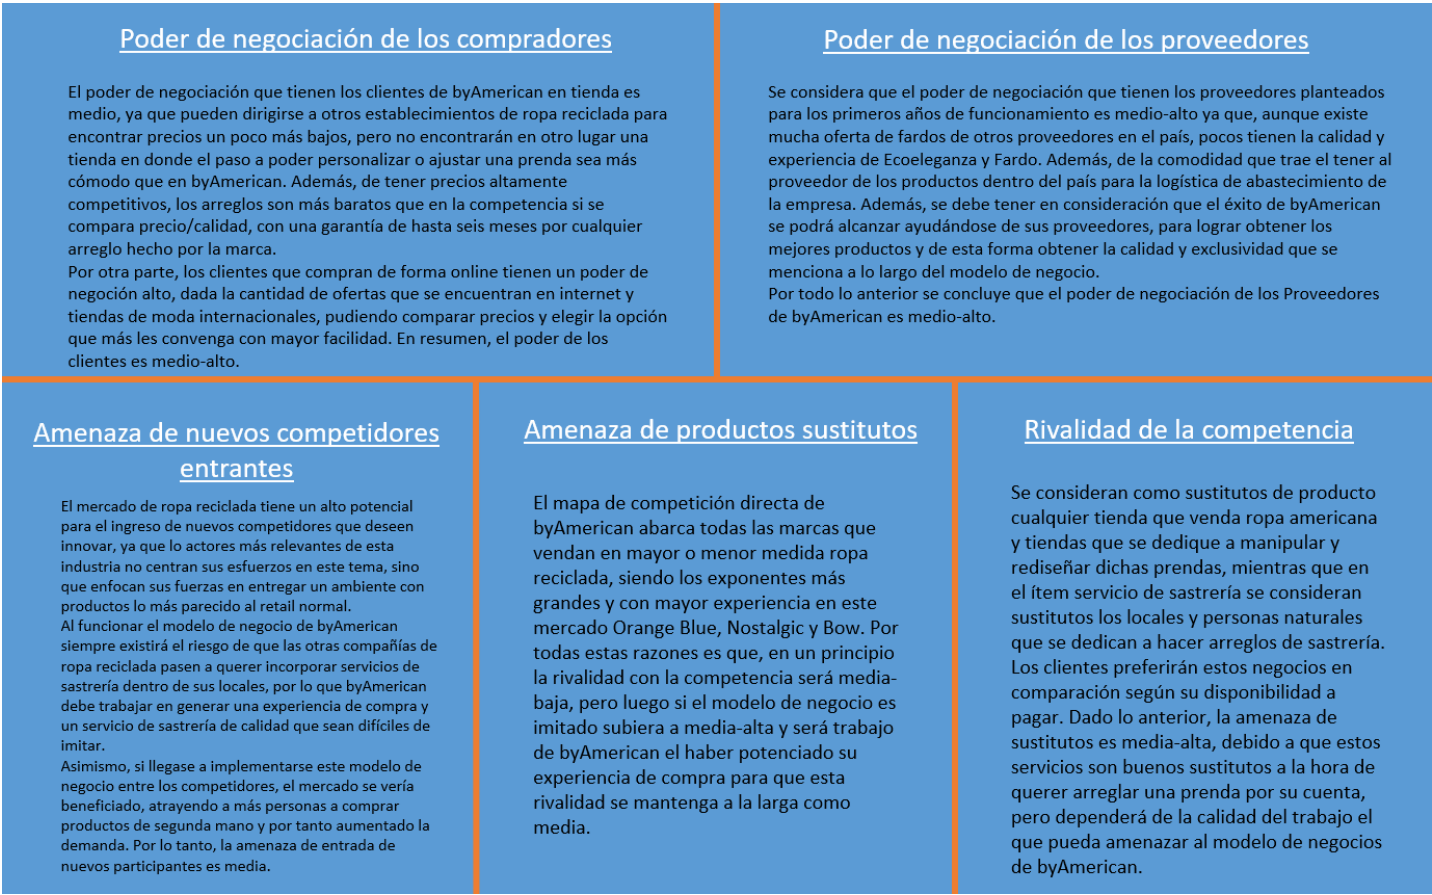 Poder de negociación de los compradores
El poder de negociación que tienen los clientes de byAmerican en tienda es
medio, ya que pueden dirigirse a otros establecimientos de ropa reciclada para
encontrar precios un poco más bajos, pero no encontrarán en otro lugar una
tienda en donde el paso a poder personalizar o ajustar una prenda sea más
cómodo que en byAmerican. Además, de tener precios altamente
competitivos, los arreglos son más baratos que en la competencia si se
compara precio/calidad, con una garantía de hasta seis meses por cualquier
arreglo hecho por la marca.
Por otra parte, los clientes que compran de forma online tienen un poder de
negoción alto, dada la cantidad de ofertas que se encuentran en internet y
tiendas de moda internacionales, pudiendo comparar precios y elegir la opción
que más les convenga con mayor facilidad. En resumen, el poder de los
clientes es medio-alto.
Poder de negociación de los proveedores
Se considera que el poder de negociación que tienen los proveedores planteados
para los primeros años de funcionamiento es medio-alto ya que, aunque existe
mucha oferta de fardos de otros proveedores en el país, pocos tienen la calidad y
experiencia de Ecoeleganza y Fardo. Además, de la comodidad que trae el tener al
proveedor de los productos dentro del país para la logística de abastecimiento de
la empresa. Además, se debe tener en consideración que el éxito de byAmerican
se podrá alcanzar ayudándose de sus proveedores, para lograr obtener los
mejores productos y de esta forma obtener la calidad y exclusividad que se
menciona a lo largo del modelo de negocio.
Por todo lo anterior se concluye que el poder de negociación de los Proveedores
de byAmerican es medio-alto.
Amenaza de nuevos competidores
entrantes
El mercado de ropa reciclada tiene un alto potencial
para el ingreso de nuevos competidores que deseen
innovar, ya que lo actores más relevantes de esta
industria no centran sus esfuerzos en este tema, sino
que enfocan sus fuerzas en entregar un ambiente con
productos lo más parecido al retail normal.
Al funcionar el modelo de negocio de byAmerican
siempre existirá el riesgo de que las otras compañías de
ropa reciclada pasen a querer incorporar servicios de
sastrería dentro de sus locales, por lo que byAmerican
debe trabajar en generar una experiencia de compra y
un servicio de sastrería de calidad que sean difíciles de
imitar.
Asimismo, si llegase a implementarse este modelo de
negocio entre los competidores, el mercado se vería
beneficiado, atrayendo a más personas a comprar
productos de segunda mano y por tanto aumentado la
demanda. Por lo tanto, la amenaza de entrada de
nuevos participantes es media.
Amenaza de productos sustitutos
El mapa de competición directa de
byAmerican abarca todas las marcas que
vendan en mayor o menor medida ropa
reciclada, siendo los exponentes más
grandes y con mayor experiencia en este
mercado Orange Blue, Nostalgic y Bow. Por
todas estas razones es que, en un principio
la rivalidad con la competencia será media-
baja, pero luego si el modelo de negocio es
imitado subiera a media-alta y será trabajo
de byAmerican el haber potenciado su
experiencia de compra para que esta
rivalidad se mantenga a la larga como
media.
Rivalidad de la competencia
Se consideran como sustitutos de producto
cualquier tienda que venda ropa americana
y tiendas que se dedique a manipular y
rediseñar dichas prendas, mientras que en
el ítem servicio de sastrería se consideran
sustitutos los locales y personas naturales
que se dedican a hacer arreglos de sastrería.
Los clientes preferirán estos negocios en
comparación según su disponibilidad a
pagar. Dado lo anterior, la amenaza de
sustitutos es media-alta, debido a que estos
servicios son buenos sustitutos a la hora de
querer arreglar una prenda por su cuenta,
pero dependerá de la calidad del trabajo el
que pueda amenazar al modelo de negocios
de byAmerican.